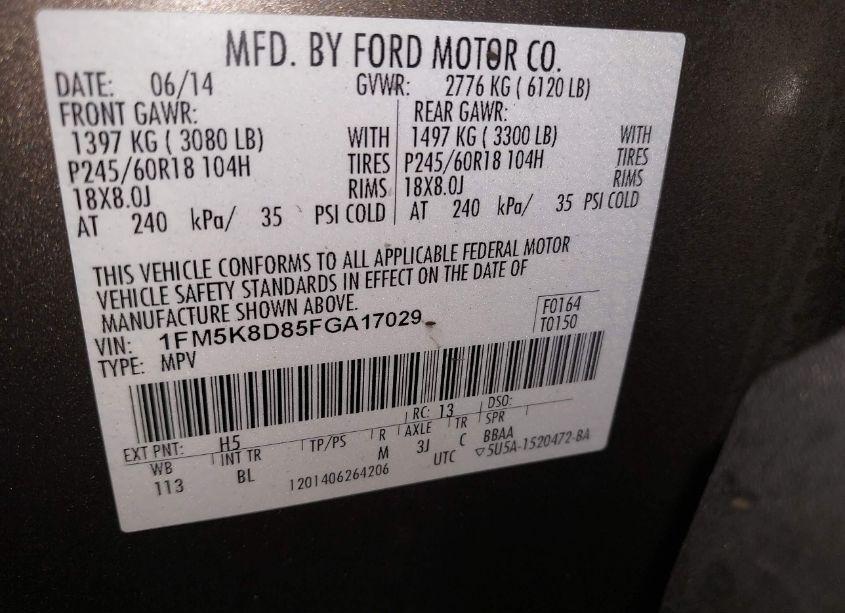 MFD. BY FORD MOTOR CO.
DATE: 06/14 GVWR: 2776 KG ( 6120 LB)
FRONT GAWR: REAR GAWR:
1397 KG ( 3080 LB) WITH 1497 KG ( 3300 LB) WITH
P245/60R18 104H TIRES P245/60R18 104H TIRES
18X8.0J RIMS 18X8.0J RIMS
AT 240 kPa/ 35 PSI COLD AT 240 kPa/ 35 PSI COLD
THIS VEHICLE CONFORMS TO ALL APPLICABLE FEDERAL MOTOR
VEHICLE SAFETY STANDARDS IN EFFECT ON THE DATE OF
MANUFACTURE SHOWN ABOVE.
VIN: 1FM5K8D85FGA17029
TYPE: MPV
F0164
T0150
EXT PNT: H5 RC: 13 DSO:
WB INT TR TP/PS R AXLE TR SPR
113 BL M 3J C BBAA
1201406264206 UTC ▽5U5A-1520472-BA